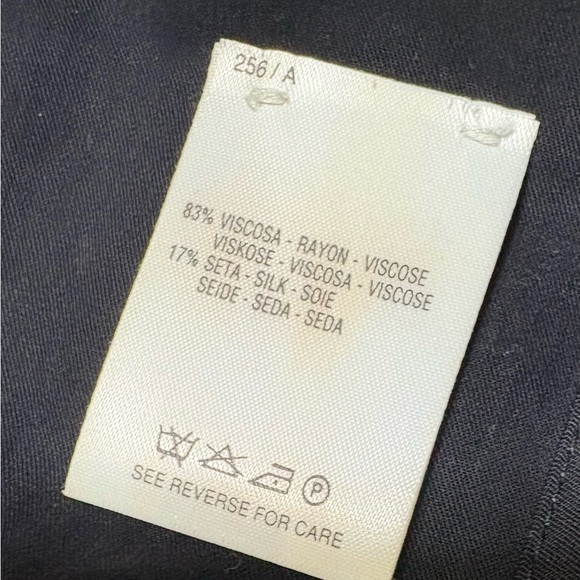 256 / A
83% VISCOSA - RAYON - VISCOSE
VISKOSE - VISCOSA - VISCOSE
17% SETA - SILK - SOIE
SEIDE - SEDA - SEDA
P
SEE REVERSE FOR CARE